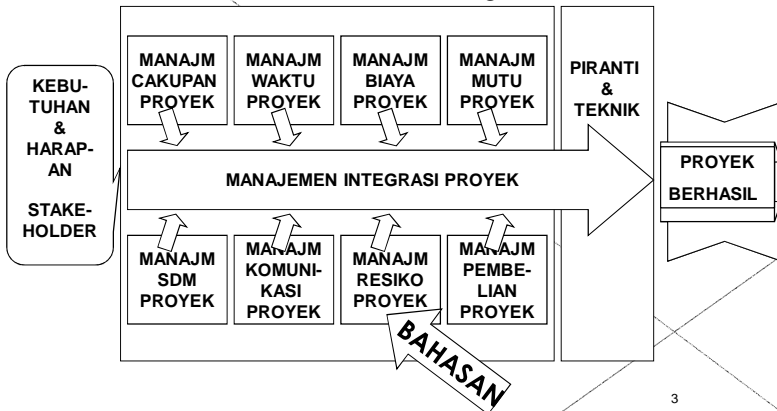 KEBU-
TUHAN
&
HARAP-
AN
STAKE-
HOLDER
MANAJM
CAKUPAN
PROYEK
MANAJM
WAKTU
PROYEK
MANAJM
BIAYA
PROYEK
MANAJM
MUTU
PROYEK
PIRANTI
&
TEKNIK
MANAJEMEN INTEGRASI PROYEK
PROYEK
BERHASIL
MANAJM
SDM
PROYEK
MANAJM
KOMUNI-
KASI
PROYEK
MANAJM
RESIKO
PROYEK
MANAJM
PEMBE-
LIAN
PROYEK
BAHASAN
3